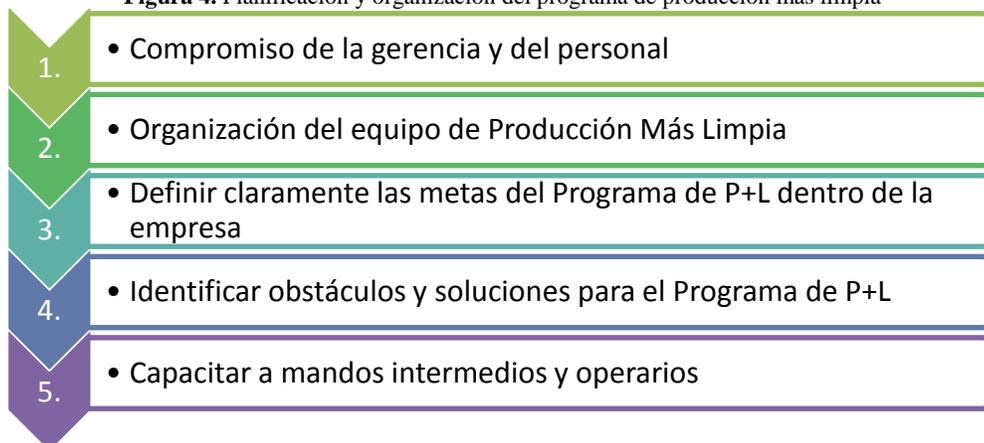 Figura 4. Planificación y organización del programa de producción más limpia
1.
• Compromiso de la gerencia y del personal
2.
• Organización del equipo de Producción Más Limpia
3.
• Definir claramente las metas del Programa de P+L dentro de la
empresa
4.
• Identificar obstáculos y soluciones para el Programa de P+L
5.
• Capacitar a mandos intermedios y operarios